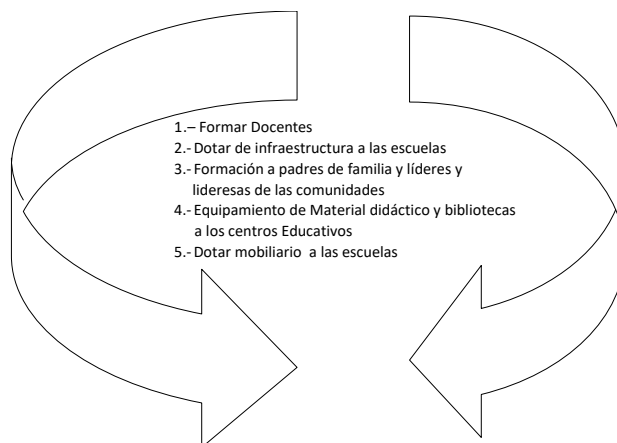 1.– Formar Docentes
2.- Dotar de infraestructura a las escuelas
3.- Formación a padres de familia y líderes y
lideresas de las comunidades
4.- Equipamiento de Material didáctico y bibliotecas
a los centros Educativos
5.- Dotar mobiliario a las escuelas